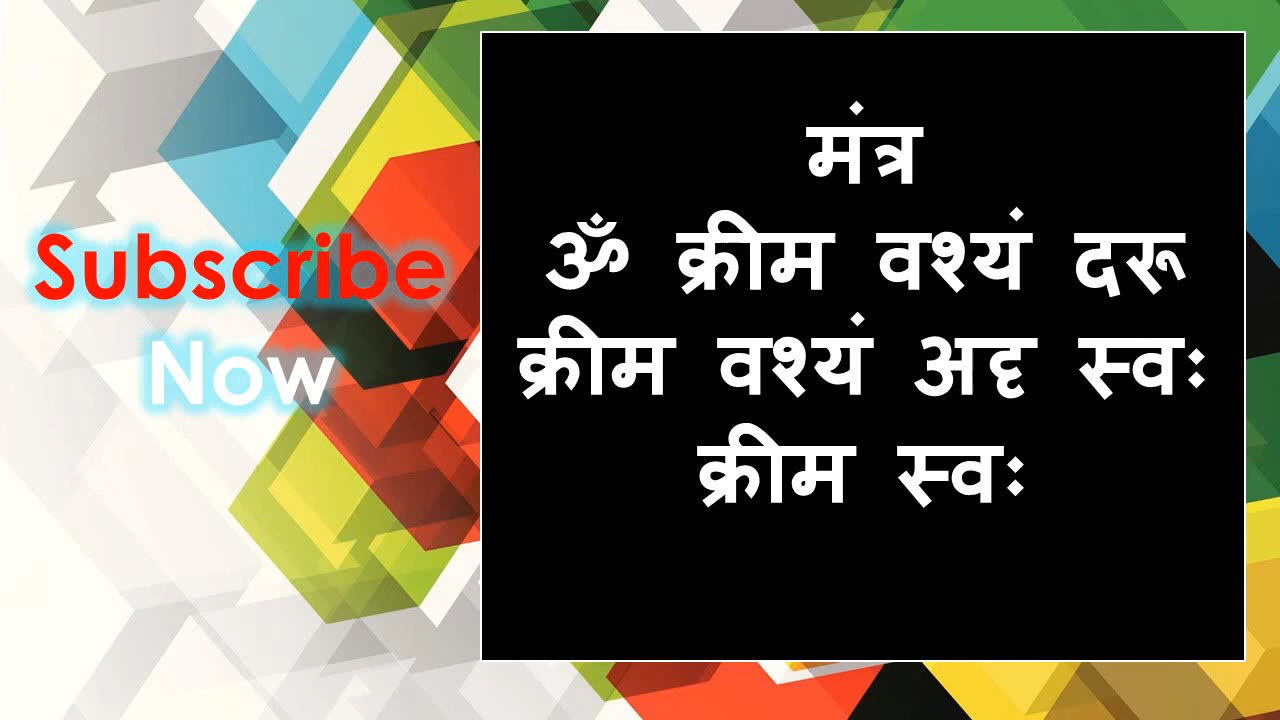 Subscribe
Now
मंत्र
ॐ क्रीम वश्यं दरू
क्रीम वश्यं अदृ स्वः
क्रीम स्वः